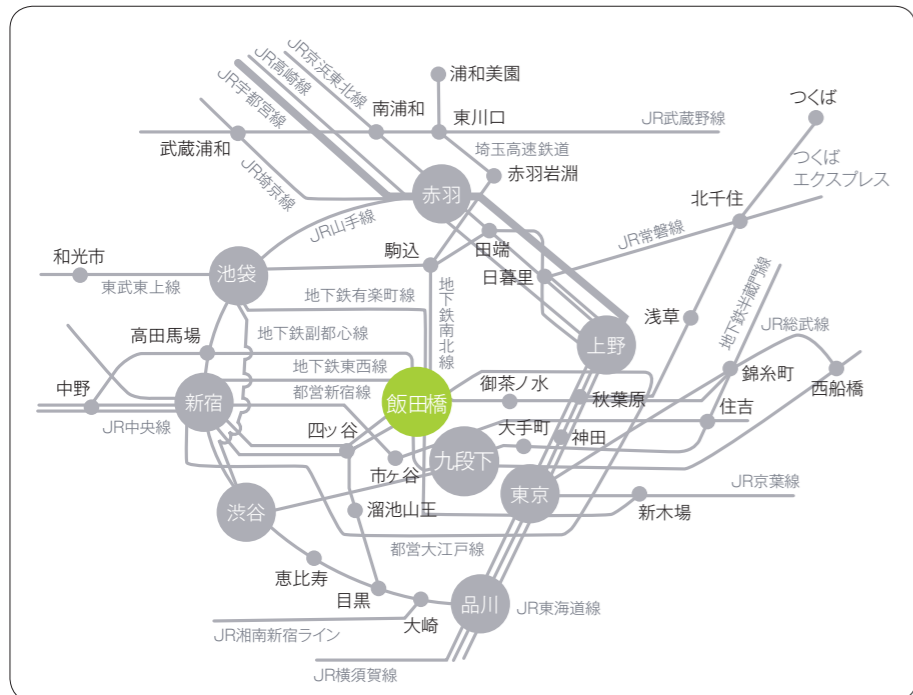 浦和美園
JR京浜東北線
JR高崎線
JR宇都宮線
つくば
南浦和
東川口
JR武蔵野線
武蔵浦和
埼玉高速鉄道
つくば
エクスプレス
JR埼京線
赤羽
赤羽岩淵
北千住
JR山手線
JR常磐線
和光市
池袋
駒込
田端
日暮里
東武東上線
地下鉄有楽町線
地下鉄南北線
地下鉄半蔵門線
高田馬場
地下鉄副都心線
上野
浅草
JR総武線
地下鉄東西線
中野
新宿
都営新宿線
飯田橋
御茶ノ水
秋葉原
錦糸町
西船橋
JR中央線
四ッ谷
大手町
神田
住吉
市ヶ谷
九段下
渋谷
溜池山王
東京
JR京葉線
新木場
都営大江戸線
恵比寿
目黒
大崎
品川
JR東海道線
JR湘南新宿ライン
JR横須賀線